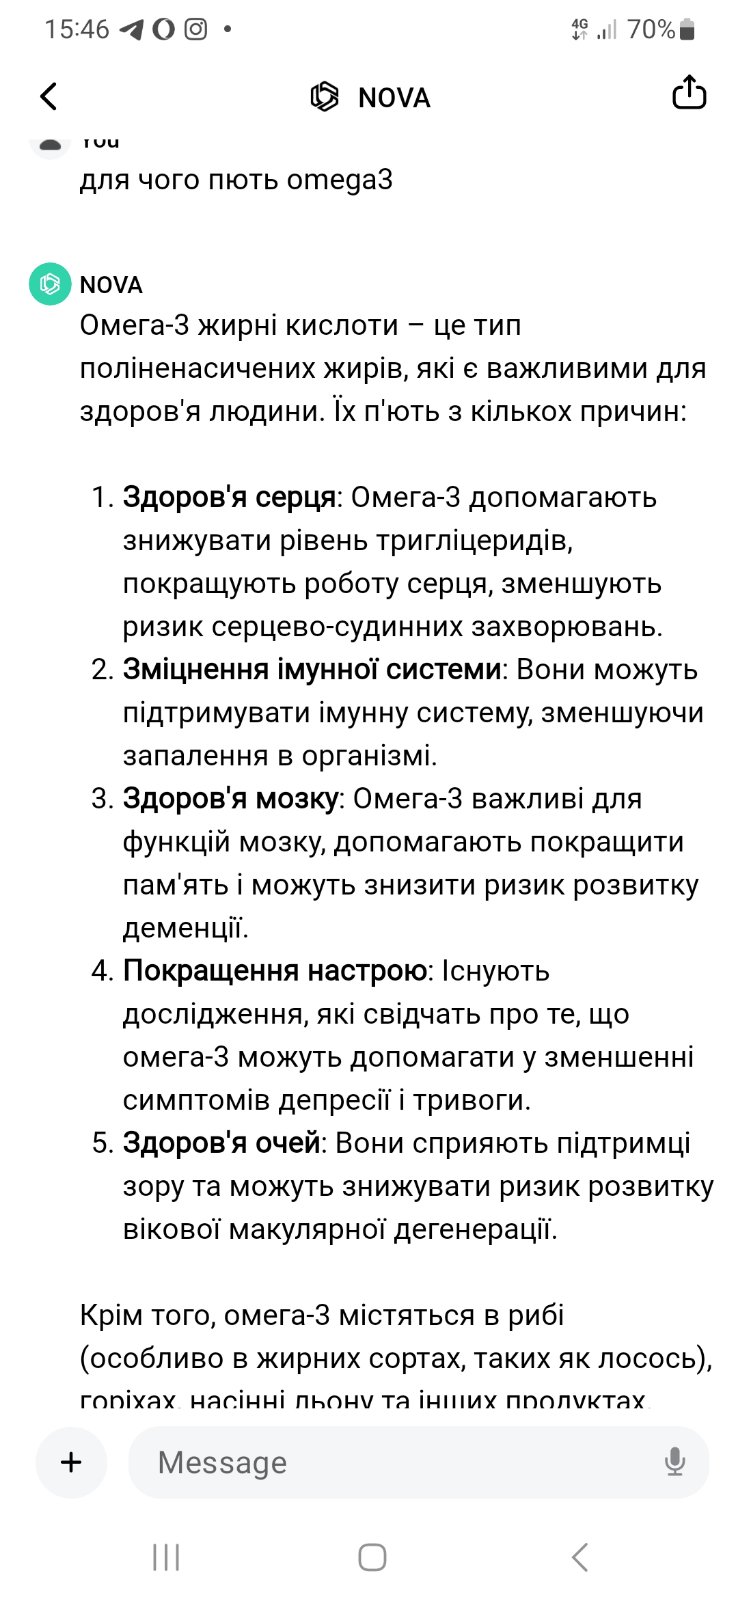 15:46
4G
70%
NOVA
You
для чого пють omega3
NOVA
Омега-3 жирні кислоти – це тип
поліненасичених жирів, які є важливими для
здоров'я людини. Їх п'ють з кількох причин:
1. Здоров'я серця: Омега-3 допомагають
знижувати рівень тригліцеридів,
покращують роботу серця, зменшують
ризик серцево-судинних захворювань.
2. Зміцнення імунної системи: Вони можуть
підтримувати імунну систему, зменшуючи
запалення в організмі.
3. Здоров'я мозку: Омега-3 важливі для
функцій мозку, допомагають покращити
пам'ять і можуть знизити ризик розвитку
деменції.
4. Покращення настрою: Існують
дослідження, які свідчать про те, що
омега-3 можуть допомагати у зменшенні
симптомів депресії і тривоги.
5. Здоров'я очей: Вони сприяють підтримці
зору та можуть знижувати ризик розвитку
вікової макулярної дегенерації.
Крім того, омега-3 містяться в рибі
(особливо в жирних сортах, таких як лосось),
горіхах, насінні льону та інших продуктах.
Message